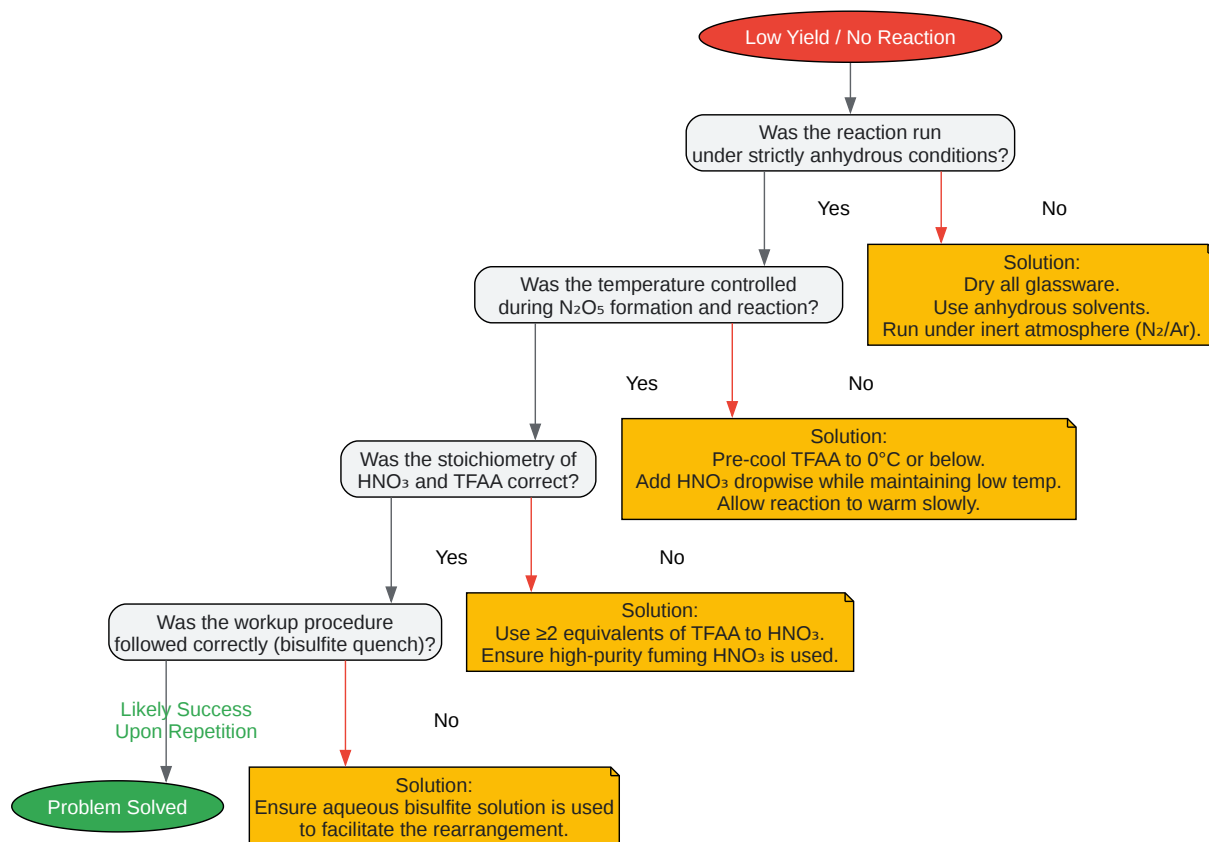 Low Yield / No Reaction
Was the reaction run
under strictly anhydrous conditions?
Yes
No
Solution:
Dry all glassware.
Use anhydrous solvents.
Run under inert atmosphere (N₂/Ar).
Was the temperature controlled
during N₂O₅ formation and reaction?
Yes
No
Solution:
Pre-cool TFAA to 0°C or below.
Add HNO₃ dropwise while maintaining low temp.
Allow reaction to warm slowly.
Was the stoichiometry of
HNO₃ and TFAA correct?
Yes
No
Solution:
Use ≥2 equivalents of TFAA to HNO₃.
Ensure high-purity fuming HNO₃ is used.
Was the workup procedure
followed correctly (bisulfite quench)?
Likely Success
Upon Repetition
No
Solution:
Ensure aqueous bisulfite solution is used
to facilitate the rearrangement.
Problem Solved